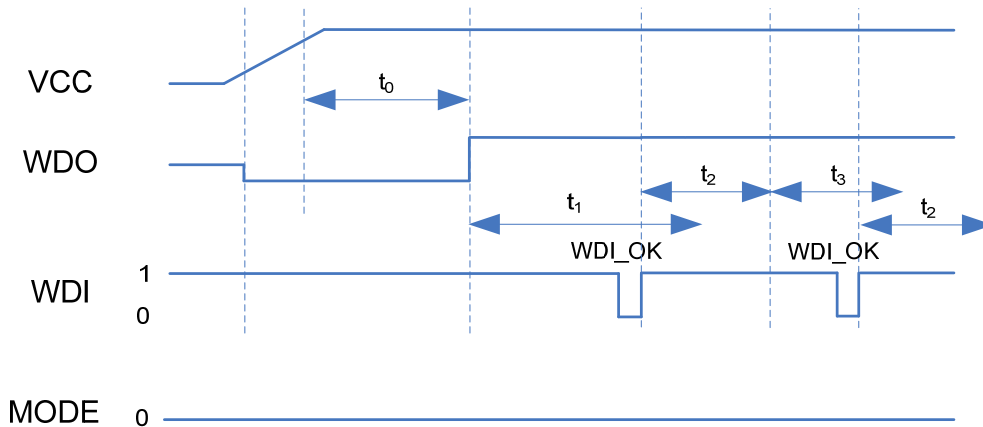 VCC
t₀
WDO
t₂
t₃
t₁
t₂
WDI_OK
WDI_OK
1
WDI
0
MODE 0